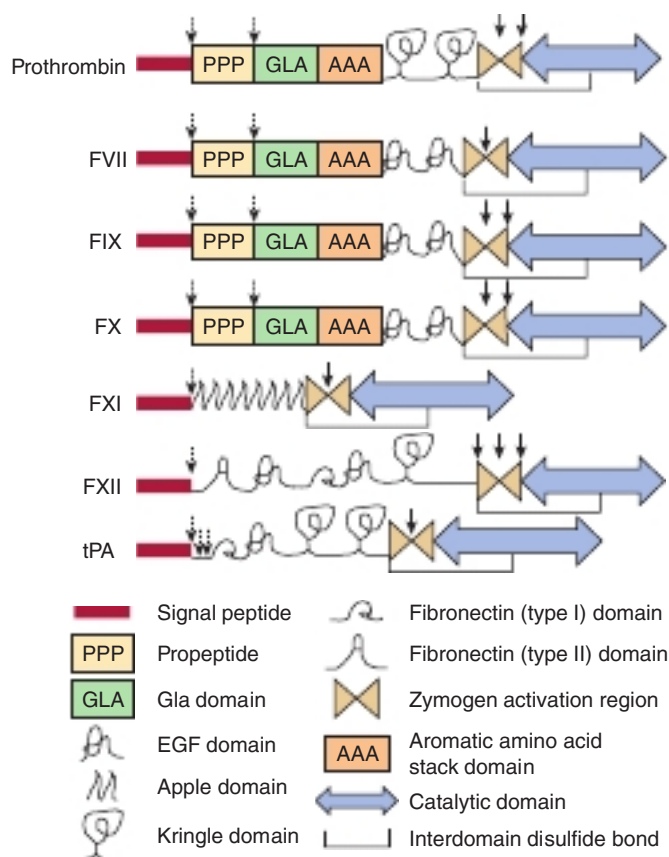 Prothrombin
PPP GLA AAA
FVII
PPP GLA AAA
FIX
PPP GLA AAA
FX
PPP GLA AAA
FXI
FXII
tPA
Signal peptide
PPP Propeptide
GLA Gla domain
EGF domain
Apple domain
Kringle domain
Fibronectin (type I) domain
Fibronectin (type II) domain
Zymogen activation region
AAA Aromatic amino acid
stack domain
Catalytic domain
Interdomain disulfide bond